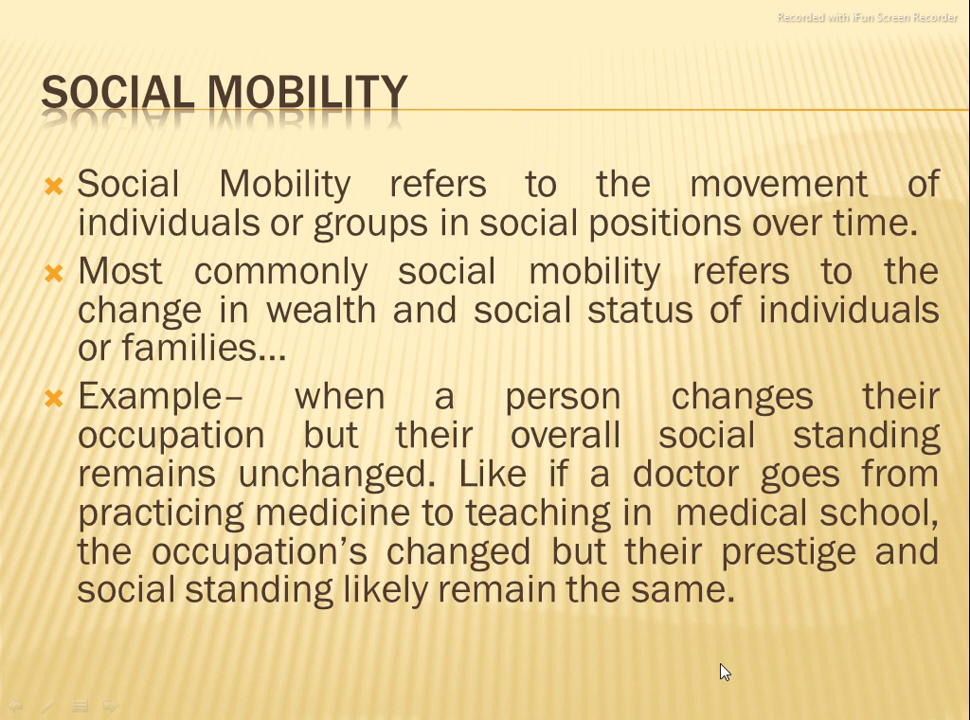 Recorded with iFun Screen Recorder
SOCIAL MOBILITY
Social Mobility refers to the movement of
individuals or groups in social positions over time.
Most commonly social mobility refers to the
change in wealth and social status of individuals
or families...
Example– when a person changes their
occupation but their overall social standing
remains unchanged. Like if a doctor goes from
practicing medicine to teaching in medical school,
the occupation’s changed but their prestige and
social standing likely remain the same.